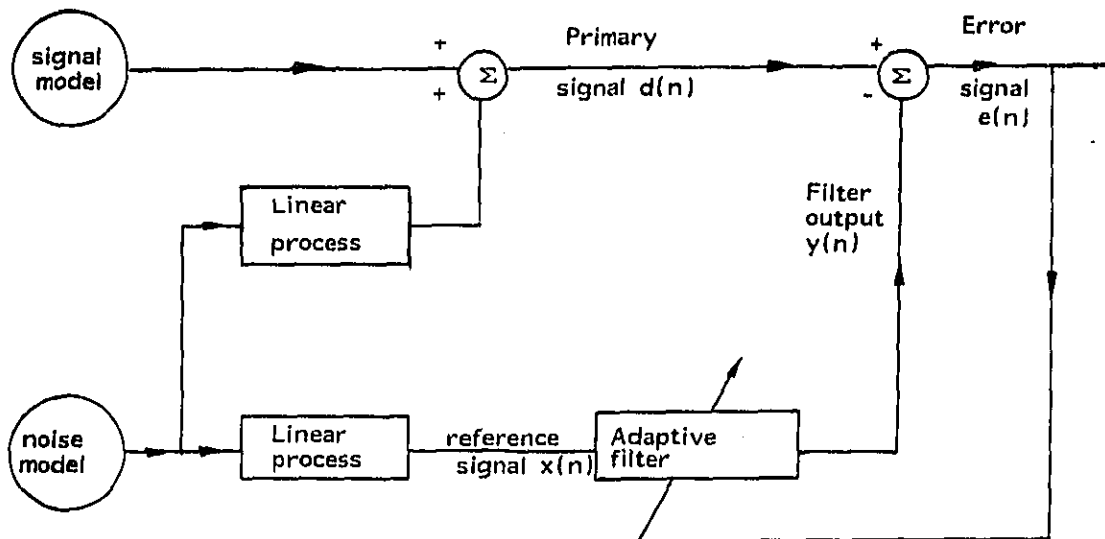 signal
model
+
+
Σ
Primary
signal d(n)
+
-
Σ
Error
signal
e(n)
Linear
process
Filter
output
y(n)
noise
model
Linear
process
reference
signal x(n)
Adaptive
filter